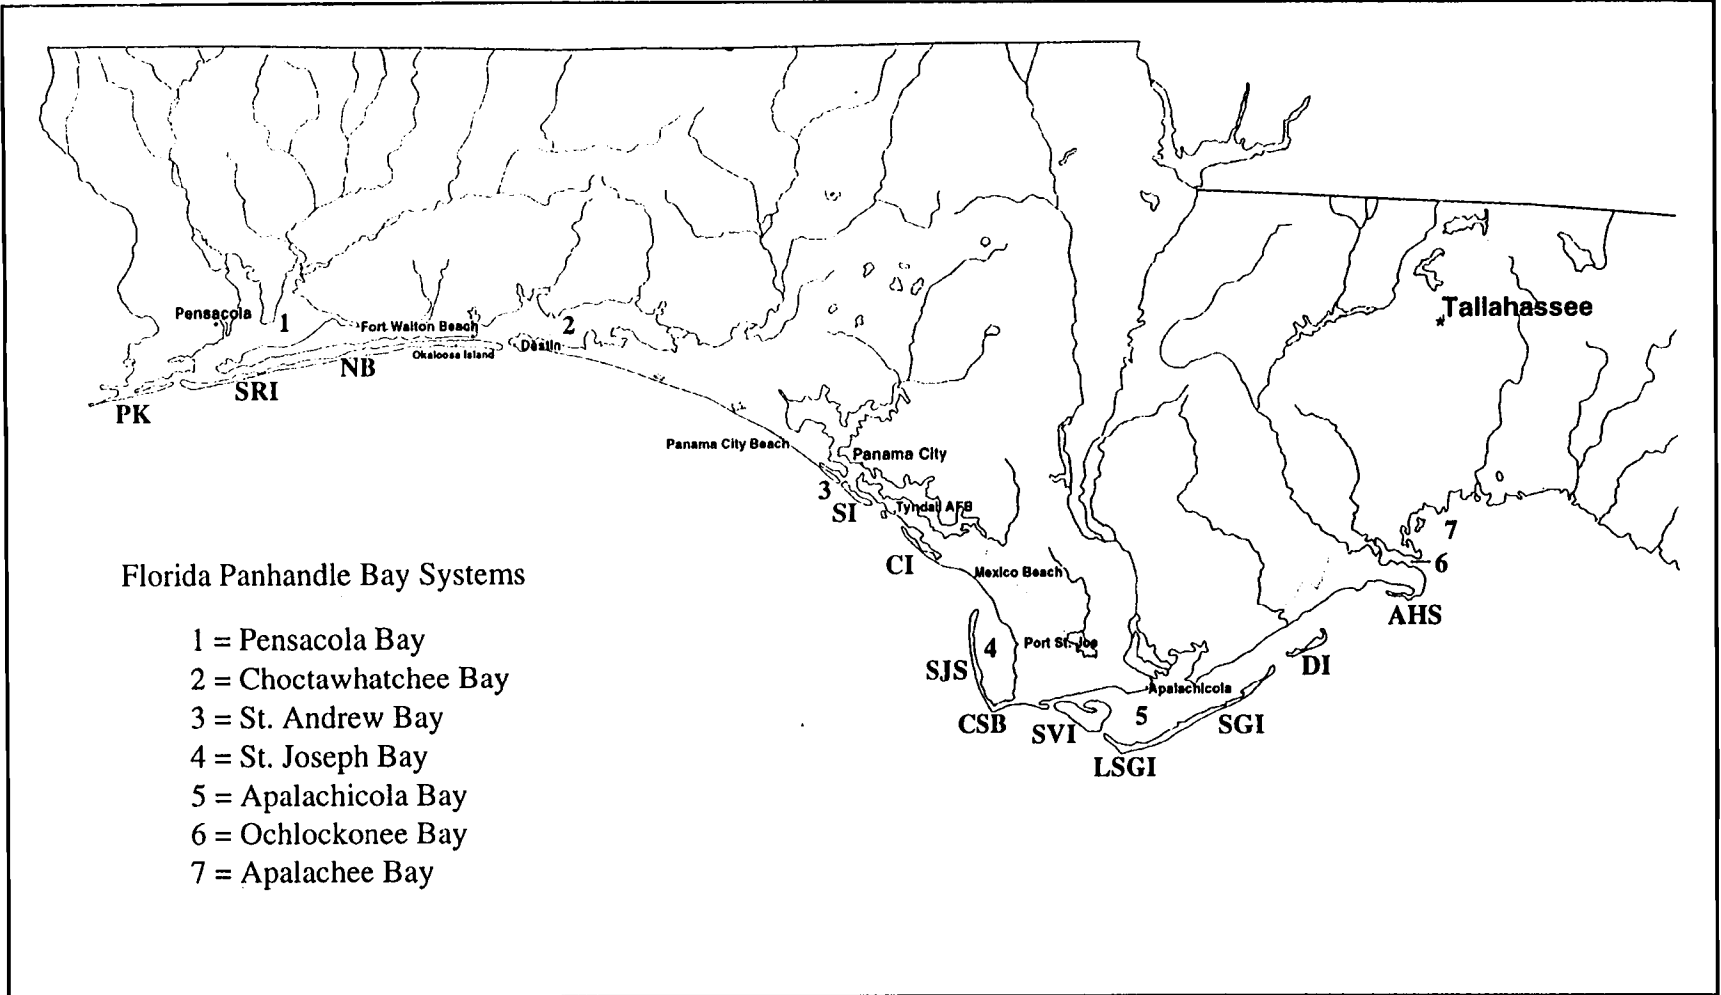 Tallahassee
Pensacola
1
Fort Walton Beach
2
Okaloosa Island
Destin
NB
SRI
PK
Panama City Beach
Panama City
3
SI
Tyndall AFB
7
CI
Mexico Beach
6
AHS
4
Port St. Joe
SJS
DI
Apalachicola
CSB
SVI
5
SGI
LSGI
Florida Panhandle Bay Systems
1 = Pensacola Bay
2 = Choctawhatchee Bay
3 = St. Andrew Bay
4 = St. Joseph Bay
5 = Apalachicola Bay
6 = Ochlockonee Bay
7 = Apalachee Bay